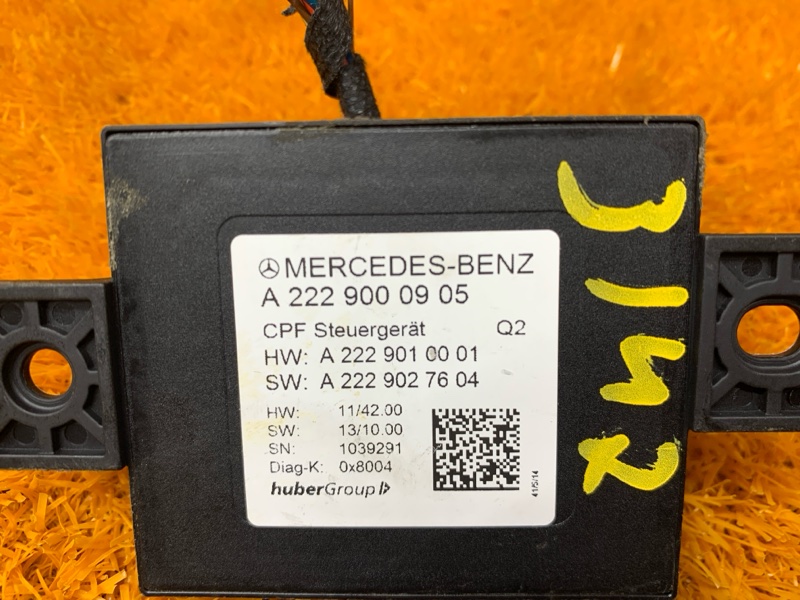 MERCEDES-BENZ
A 222 900 09 05
CPF Steuergerät Q2
HW: A 222 901 00 01
SW: A 222 902 76 04
HW: 11/42.00
SW: 13/10.00
SN: 1039291
Diag-K: 0x8004
huberGroup
41/5/14
3142